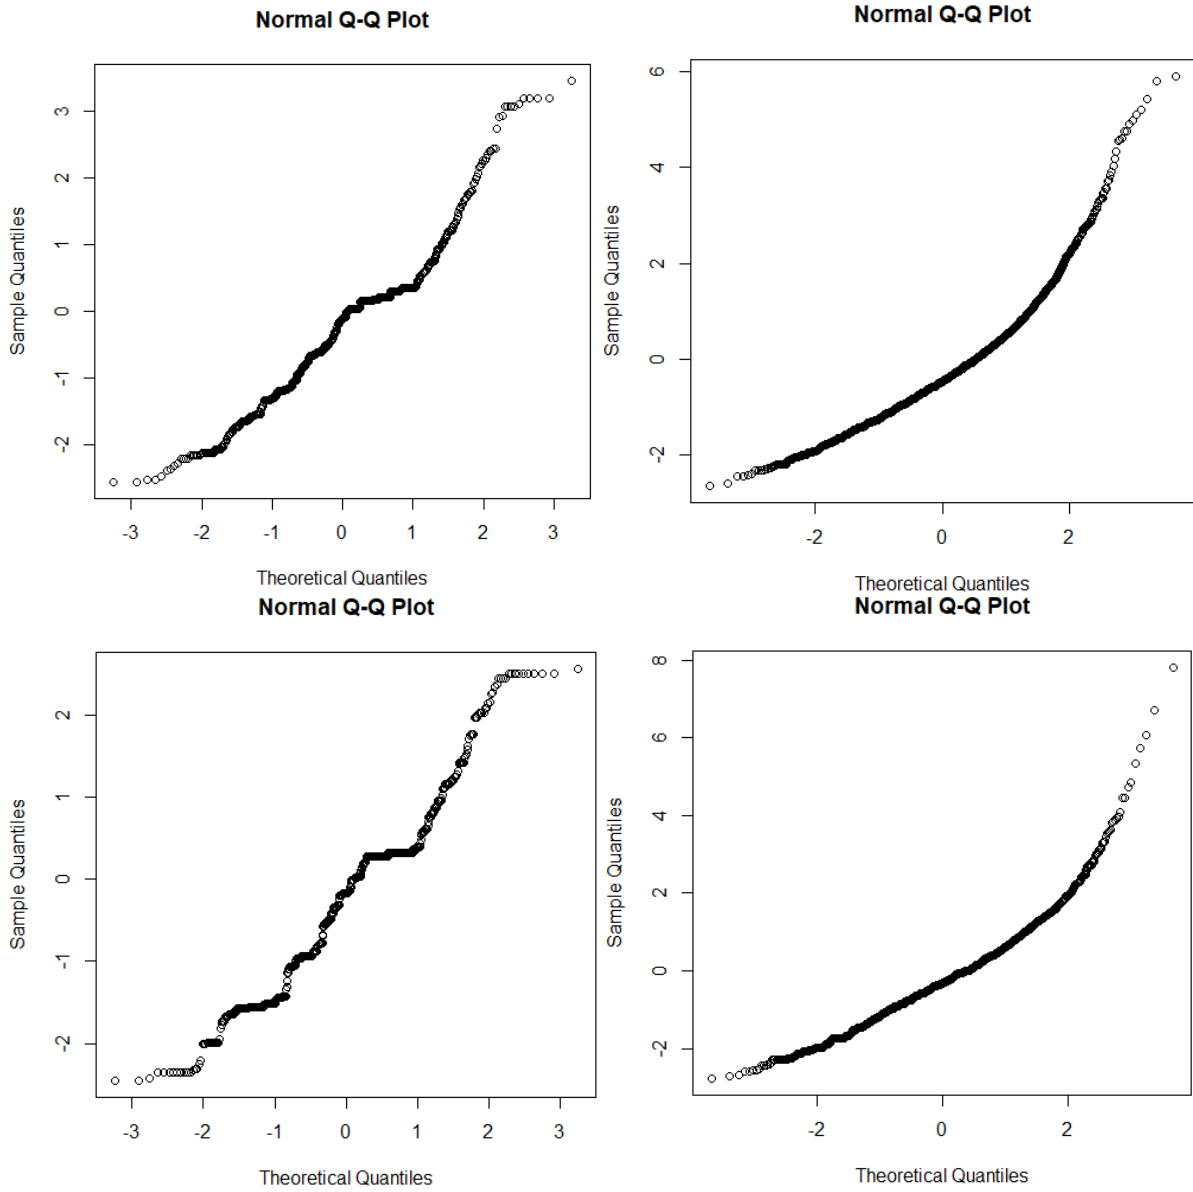 Normal Q-Q Plot
3
2
1
0
-1
-2
Sample Quantiles
-3 -2 -1 0 1 2 3
Theoretical Quantiles
Normal Q-Q Plot
6
4
2
0
-2
Sample Quantiles
-2 0 2
Theoretical Quantiles
Normal Q-Q Plot
2
1
0
-1
-2
Sample Quantiles
-3 -2 -1 0 1 2 3
Theoretical Quantiles
Normal Q-Q Plot
8
6
4
2
0
-2
Sample Quantiles
-2 0 2
Theoretical Quantiles